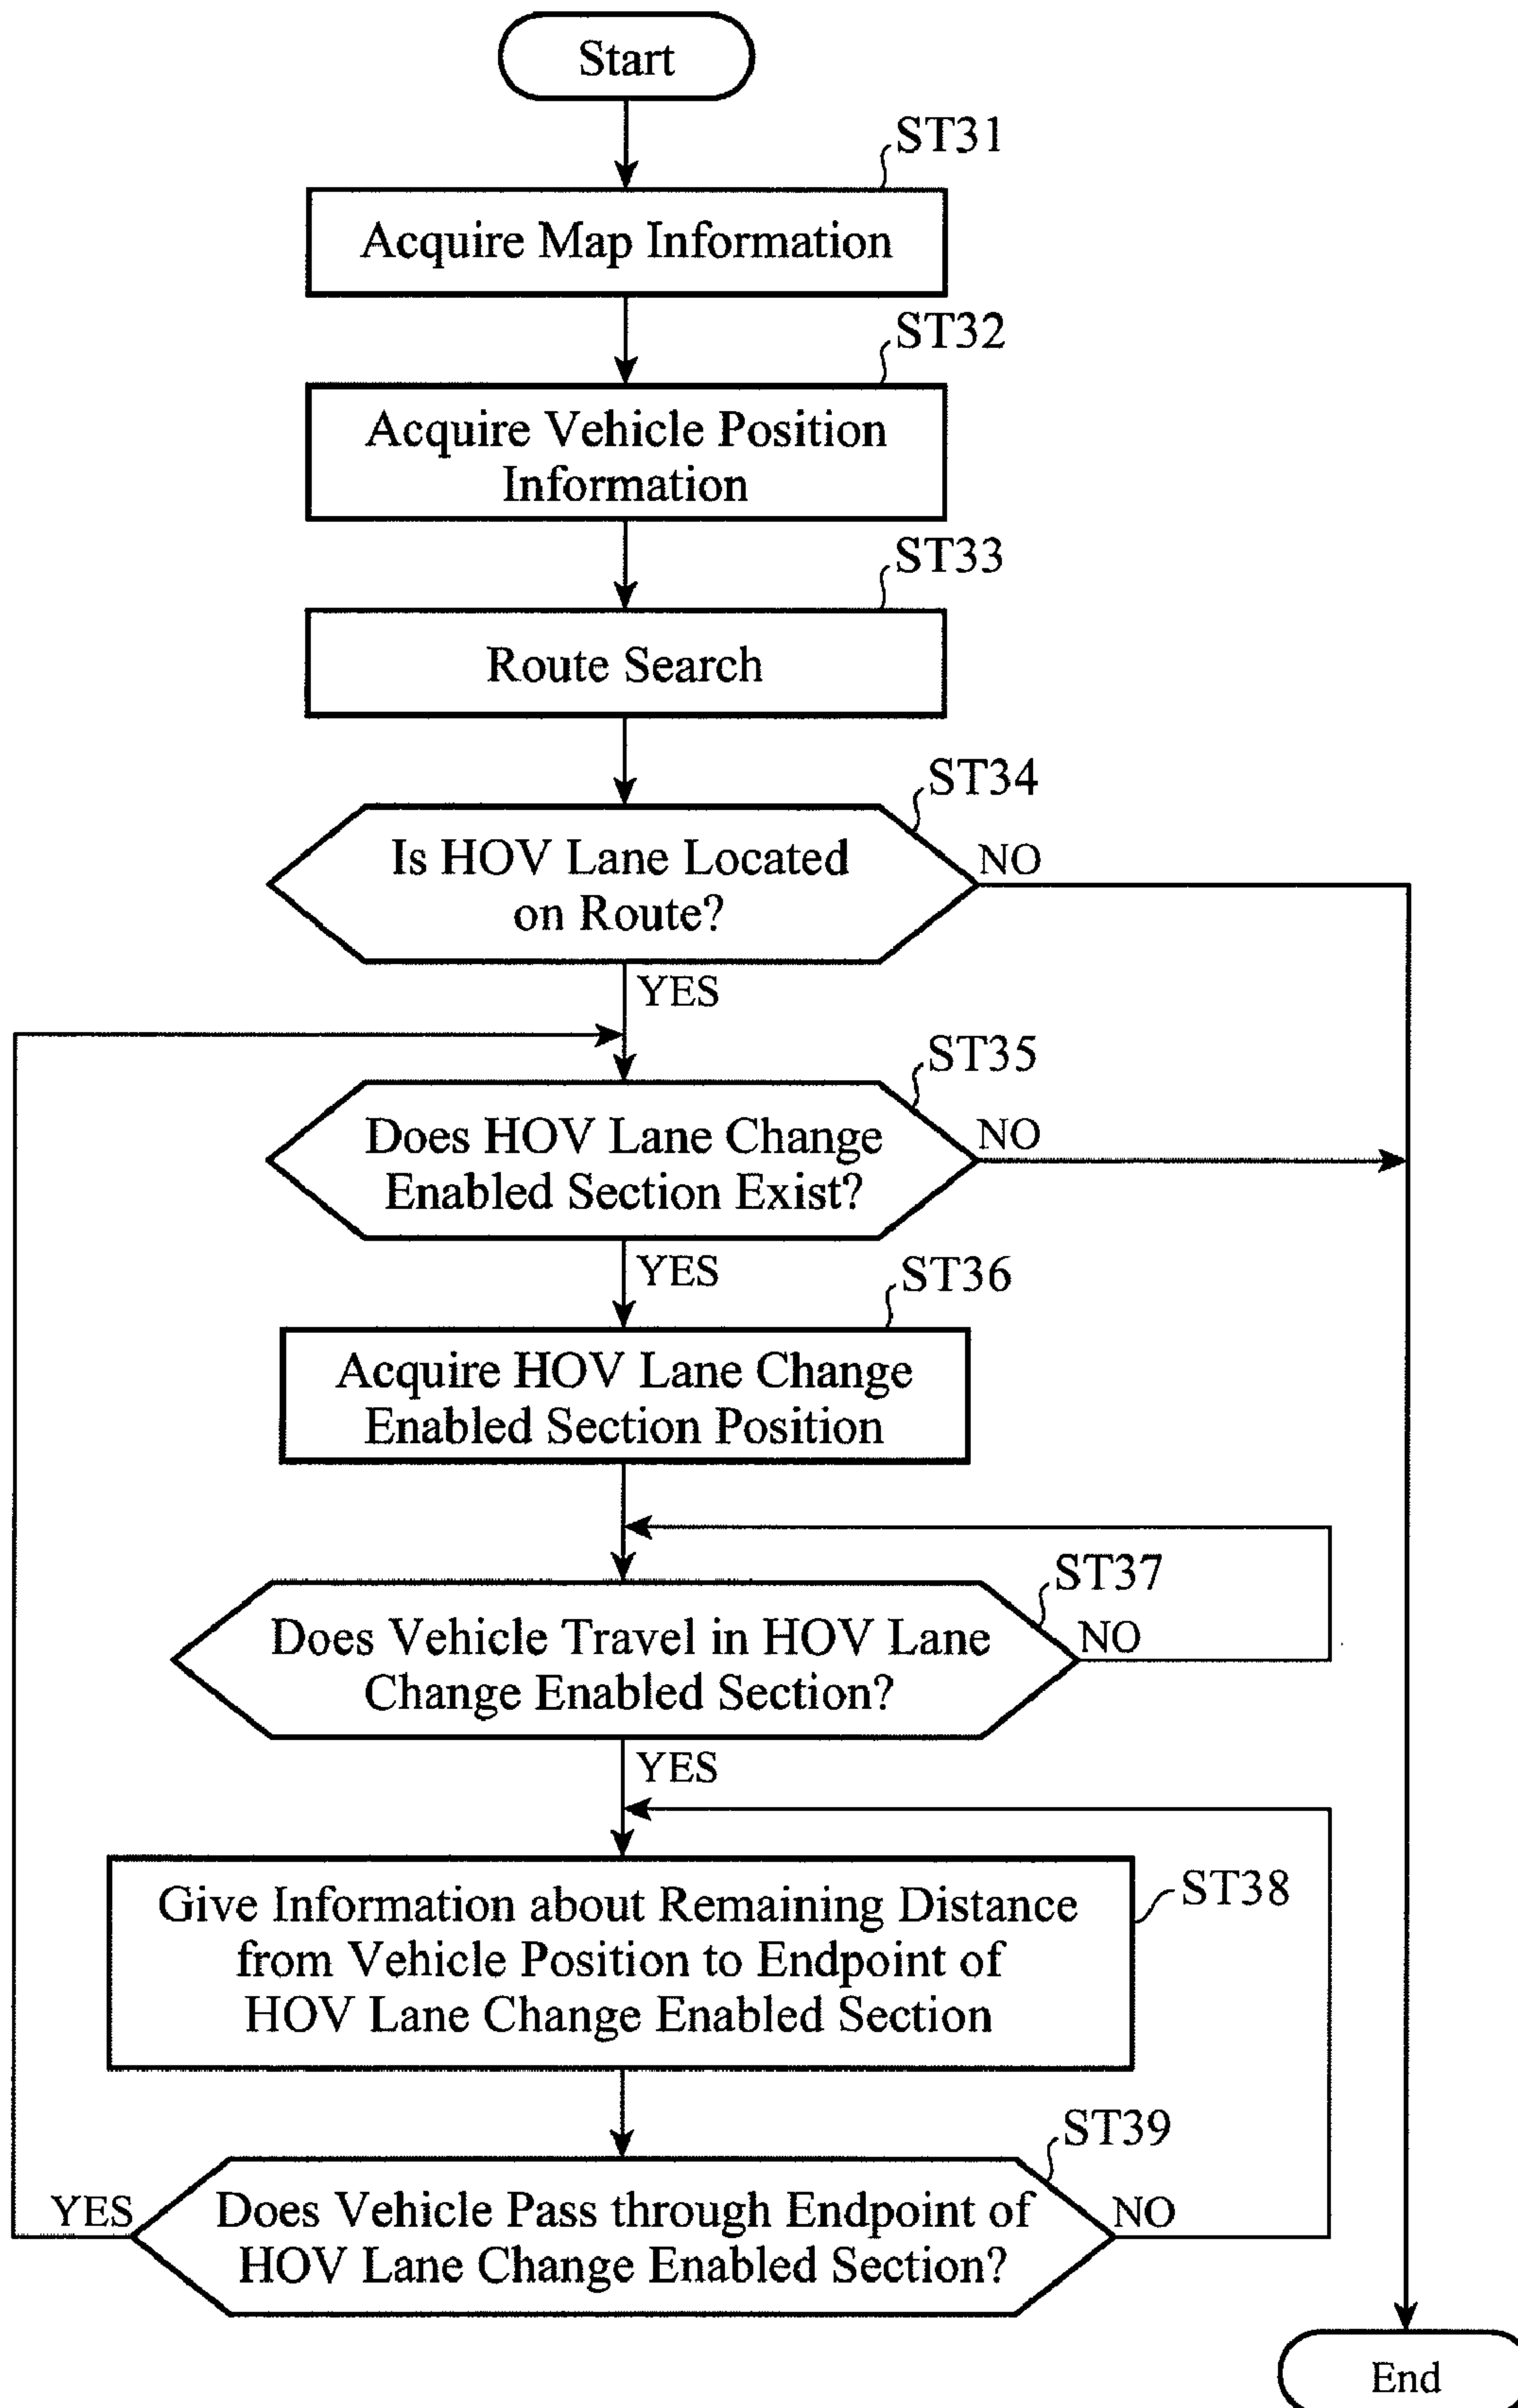 Start
ST31
Acquire Map Information
ST32
Acquire Vehicle Position
Information
ST33
Route Search
ST34
Is HOV Lane Located
on Route?
NO
YES
ST35
Does HOV Lane Change
Enabled Section Exist?
NO
YES
ST36
Acquire HOV Lane Change
Enabled Section Position
ST37
Does Vehicle Travel in HOV Lane
Change Enabled Section?
NO
YES
ST38
Give Information about Remaining Distance
from Vehicle Position to Endpoint of
HOV Lane Change Enabled Section
ST39
YES
Does Vehicle Pass through Endpoint of
HOV Lane Change Enabled Section?
NO
End